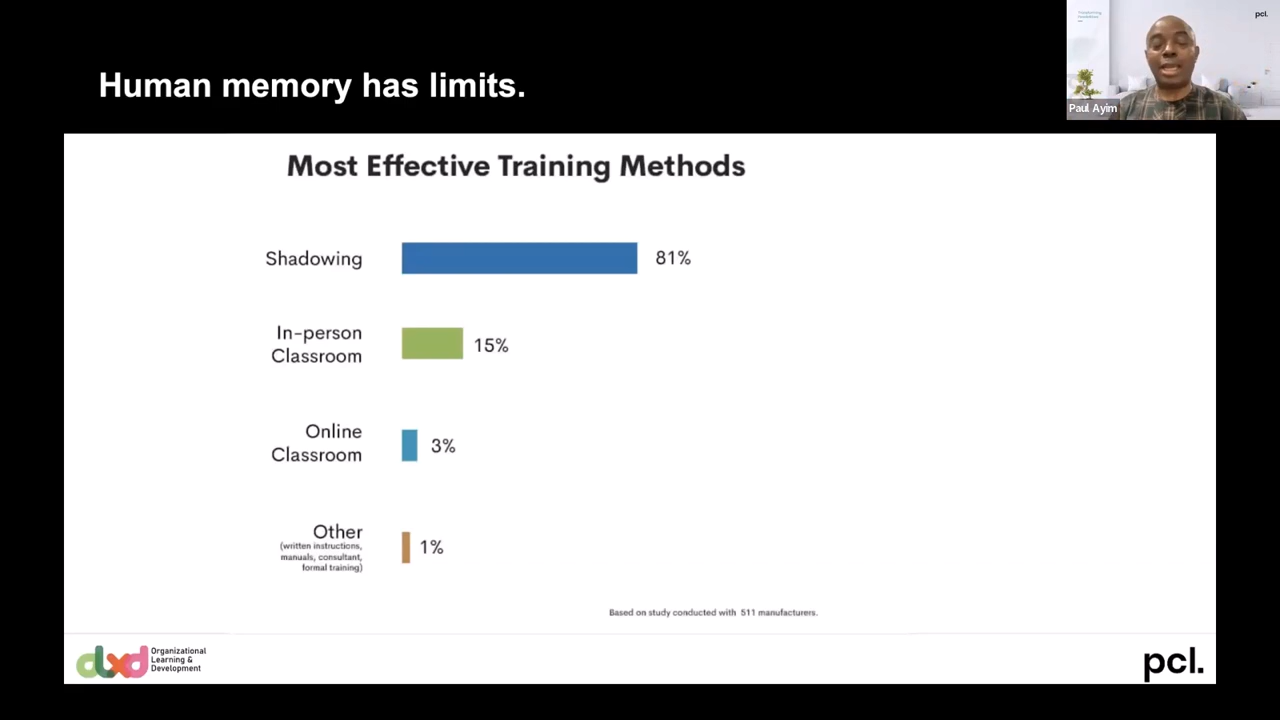 Human memory has limits.
pcl.
Paul Ayim
Most Effective Training Methods
Shadowing
81%
In-person
Classroom
15%
Online
Classroom
3%
Other
(written instructions,
manuals, consultant,
formal training)
1%
Based on study conducted with 511 manufacturers.
dlxd
Organizational
Learning &
Development
pcl.